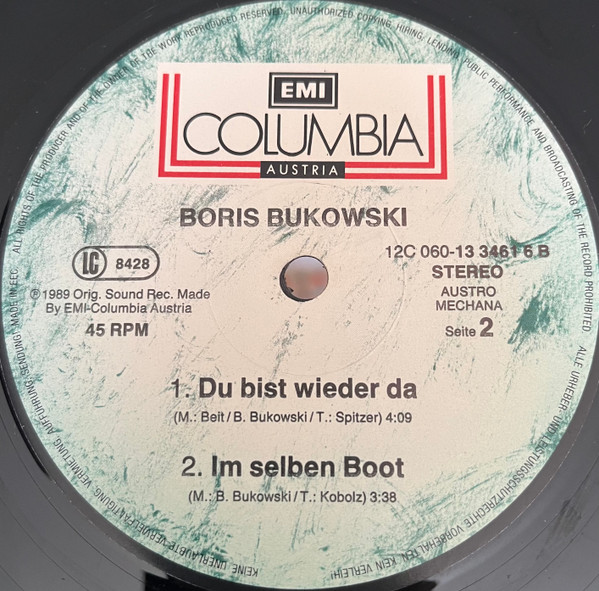 EMI
COLUMBIA
AUSTRIA
BORIS BUKOWSKI
LC 8428
℗ 1989 Orig. Sound Rec. Made
By EMI-Columbia Austria
45 RPM
12C 060-13 3461 6 B
STEREO
AUSTRO
MECHANA
Seite 2
1. Du bist wieder da
(M.: Beit/B. Bukowski/T.: Spitzer) 4:09
2. Im selben Boot
(M.: B. Bukowski/T.: Kobolz) 3:38
MADE IN EEC. ALL RIGHTS OF THE PRODUCER AND OF THE OWNER OF THE WORK REPRODUCED RESERVED. UNAUTHORIZED COPYING, HIRING, LENDING, PUBLIC PERFORMANCE AND BROADCASTING OF THE RECORD PROHIBITED. ALLE URHEBER- UND LEISTUNGSSCHUTZRECHTE VORBEHALTEN. KEIN VERLEIH! KEINE UNERLAUBTE VERVIELFÄLTIGUNG, VERMIETUNG, AUFFÜHRUNG, SENDUNG.